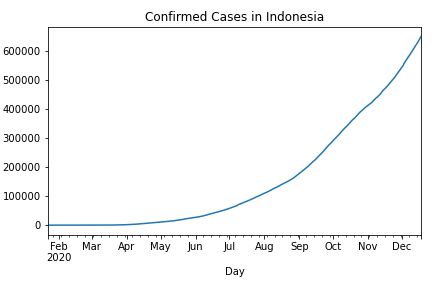 Confirmed Cases in Indonesia
600000
500000
400000
300000
200000
100000
0
Feb Mar Apr May Jun Jul Aug Sep Oct Nov Dec
2020
Day